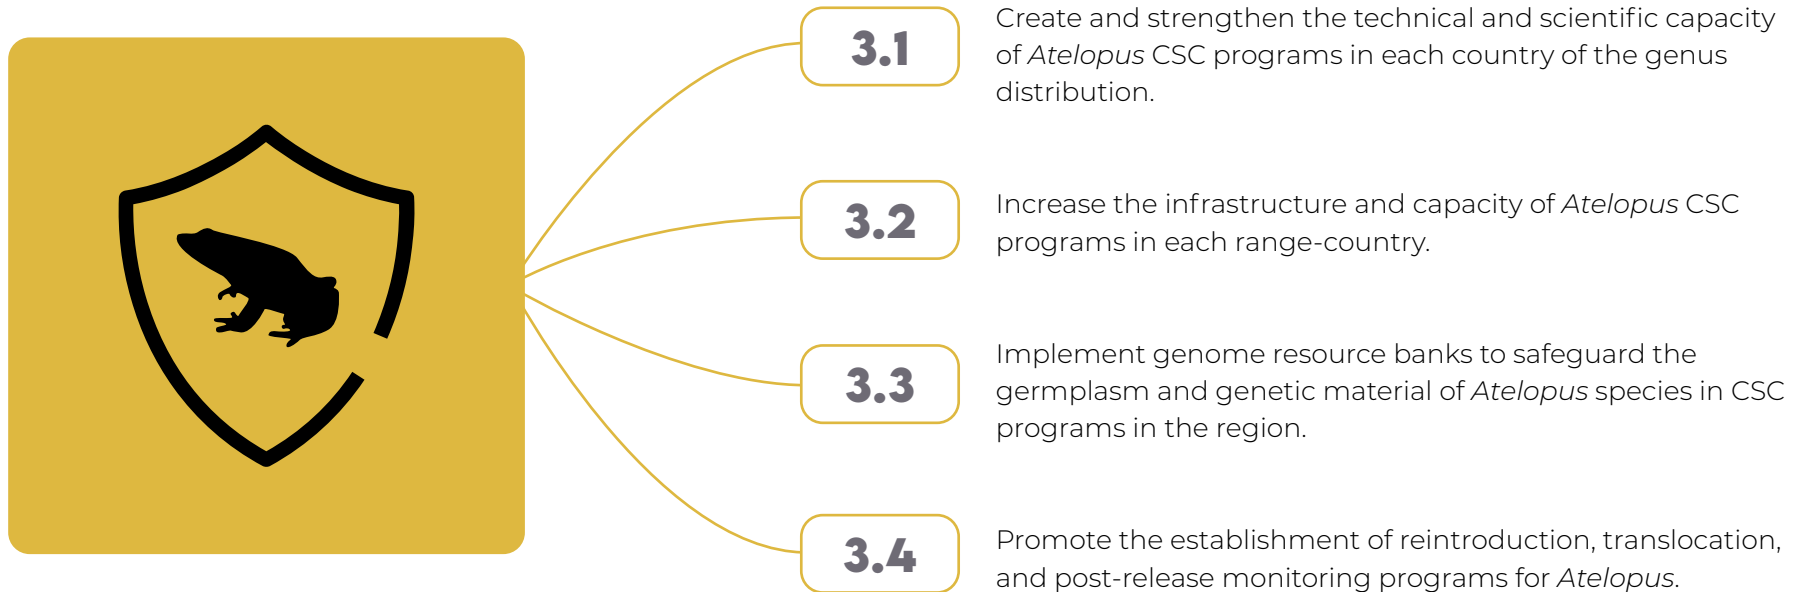 3.1
Create and strengthen the technical and scientific capacity
of Atelopus CSC programs in each country of the genus
distribution.
3.2
Increase the infrastructure and capacity of Atelopus CSC
programs in each range-country.
3.3
Implement genome resource banks to safeguard the
germplasm and genetic material of Atelopus species in CSC
programs in the region.
3.4
Promote the establishment of reintroduction, translocation,
and post-release monitoring programs for Atelopus.